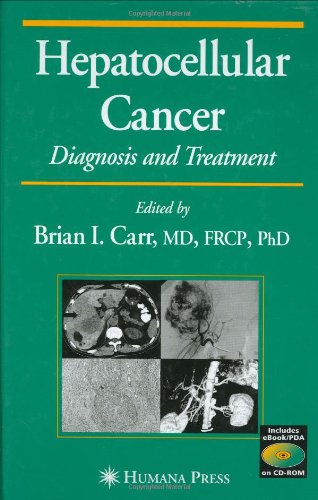 Hepatocellular
Cancer
Diagnosis and Treatment
Edited by
Brian I. Carr, MD, FRCP, PhD
Includes
eBook/PDA
on CD-ROM
HUMANA PRESS